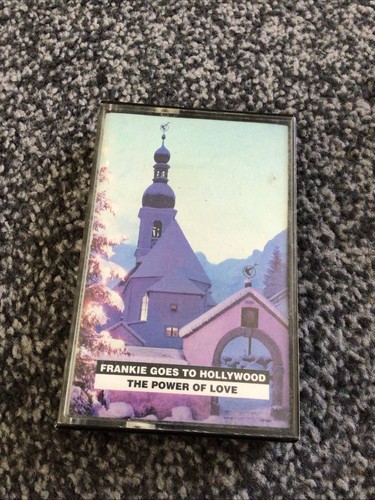 FRANKIE GOES TO HOLLYWOOD
THE POWER OF LOVE